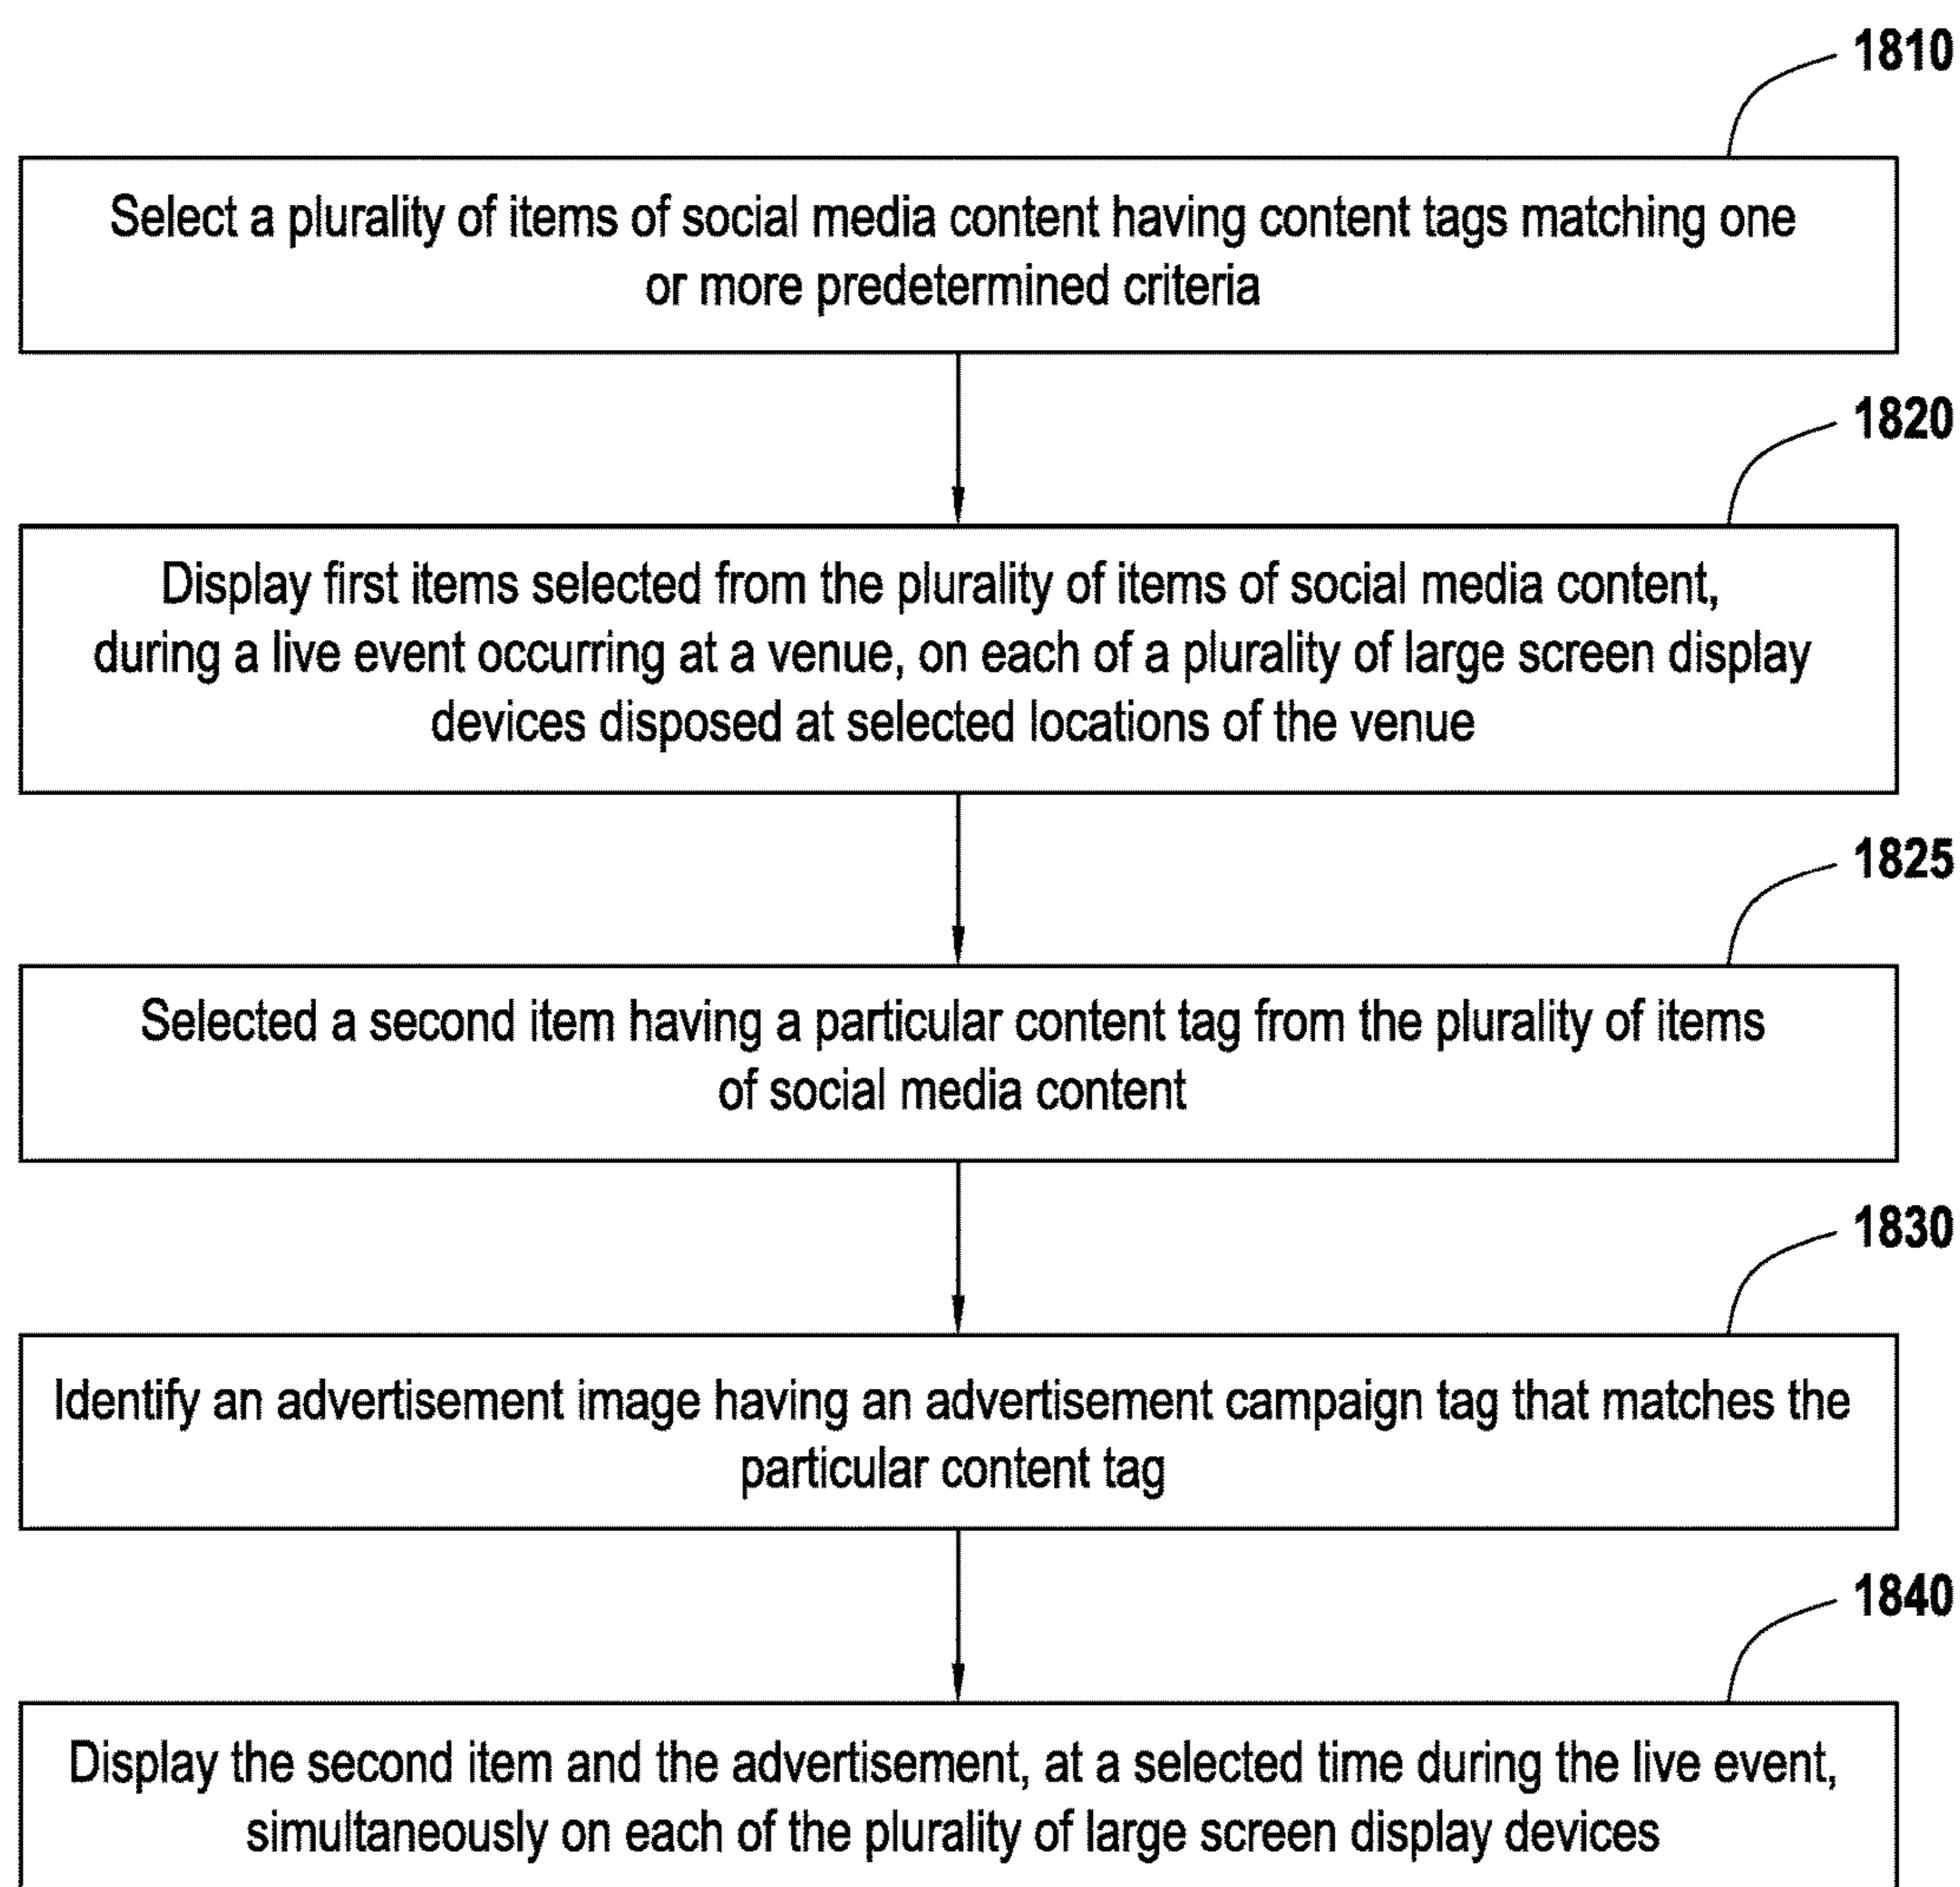 1810
Select a plurality of items of social media content having content tags matching one
or more predetermined criteria
1820
Display first items selected from the plurality of items of social media content,
during a live event occurring at a venue, on each of a plurality of large screen display
devices disposed at selected locations of the venue
1825
Selected a second item having a particular content tag from the plurality of items
of social media content
1830
Identify an advertisement image having an advertisement campaign tag that matches the
particular content tag
1840
Display the second item and the advertisement, at a selected time during the live event,
simultaneously on each of the plurality of large screen display devices